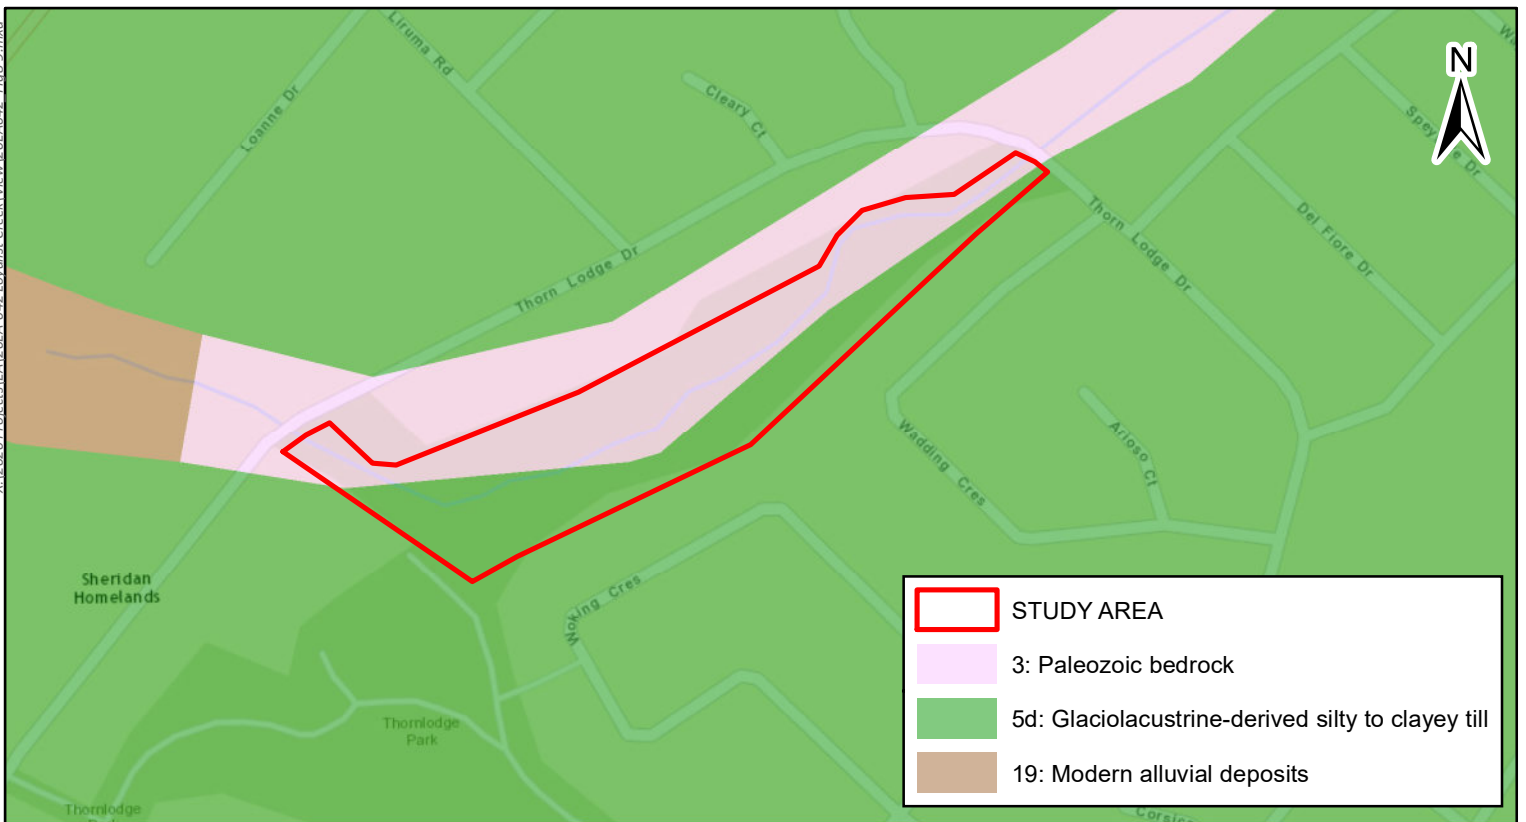 Liruma Rd
Loanne Dr
Cleary Ct
N
Thorn Lodge Dr
Thorn Lodge Dr
Del Fiore Dr
Wadding Cres
Arioso Ct
Sheridan
Homelands
Woking Cres
Thornlodge
Park
Thornlodge
STUDY AREA
3: Paleozoic bedrock
5d: Glaciolacustrine-derived silty to clayey till
19: Modern alluvial deposits